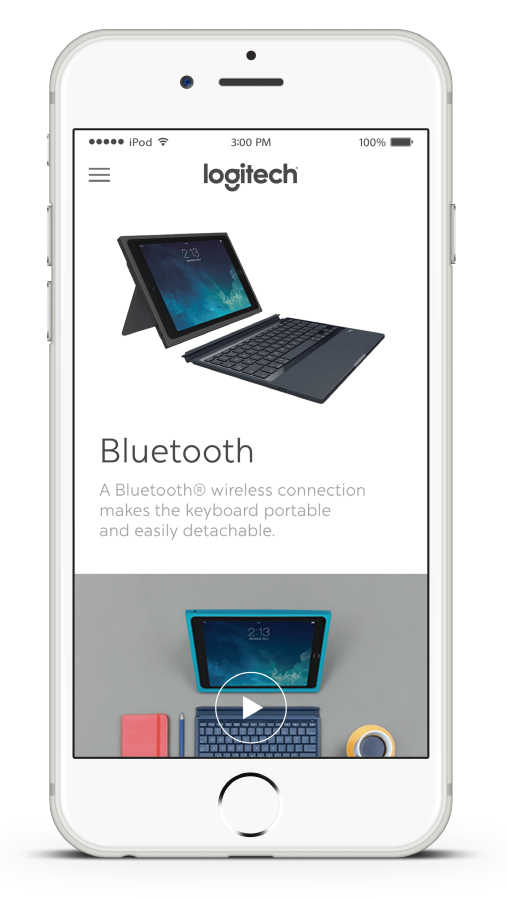 iPod 3:00 PM 100%
logitech
2:13
Bluetooth
A Bluetooth® wireless connection
makes the keyboard portable
and easily detachable.
2:13